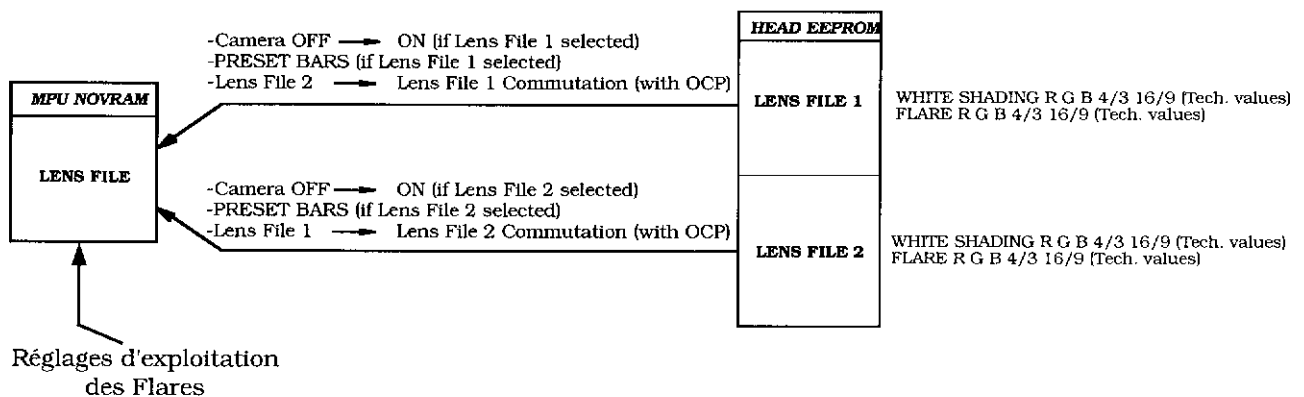 HEAD EEPROM
-Camera OFF → ON (if Lens File 1 selected)
-PRESET BARS (if Lens File 1 selected)
-Lens File 2 → Lens File 1 Commutation (with OCP)
MPU NOVRAM
LENS FILE
LENS FILE 1
WHITE SHADING R G B 4/3 16/9 (Tech. values)
FLARE R G B 4/3 16/9 (Tech. values)
-Camera OFF → ON (if Lens File 2 selected)
-PRESET BARS (if Lens File 2 selected)
-Lens File 1 → Lens File 2 Commutation (with OCP)
LENS FILE 2
WHITE SHADING R G B 4/3 16/9 (Tech. values)
FLARE R G B 4/3 16/9 (Tech. values)
Réglages d'exploitation
des Flares